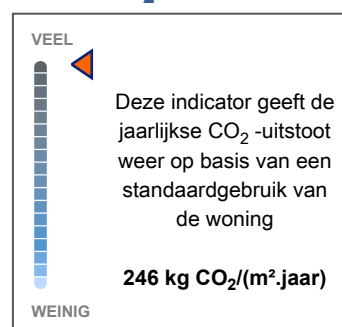 VEEL
Deze indicator geeft de
jaarlijkse CO₂ -uitstoot
weer op basis van een
standaardgebruik van
de woning
246 kg CO₂/(m².jaar)
WEINIG